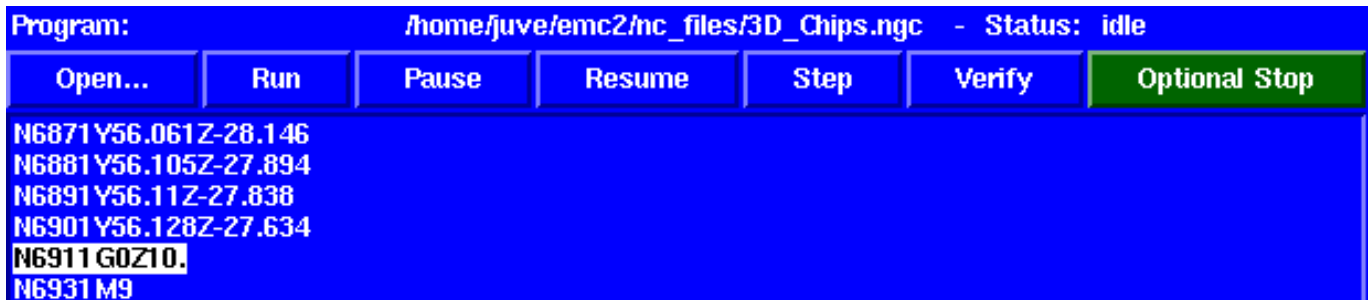 Program: /home/juve/emc2/nc_files/3D_Chips.ngc - Status: idle
Open... Run Pause Resume Step Verify Optional Stop
N6871Y56.061Z-28.146
N6881Y56.105Z-27.894
N6891Y56.11Z-27.838
N6901Y56.128Z-27.634
N6911G0Z10.
N6931M9